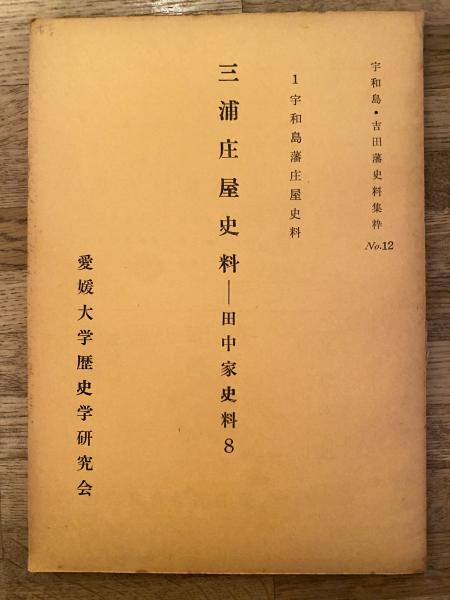 宇和島・吉田藩史料集粋 No.12
1 宇和島藩庄屋史料
三浦庄屋史料―田中家史料8
愛媛大学歴史学研究会